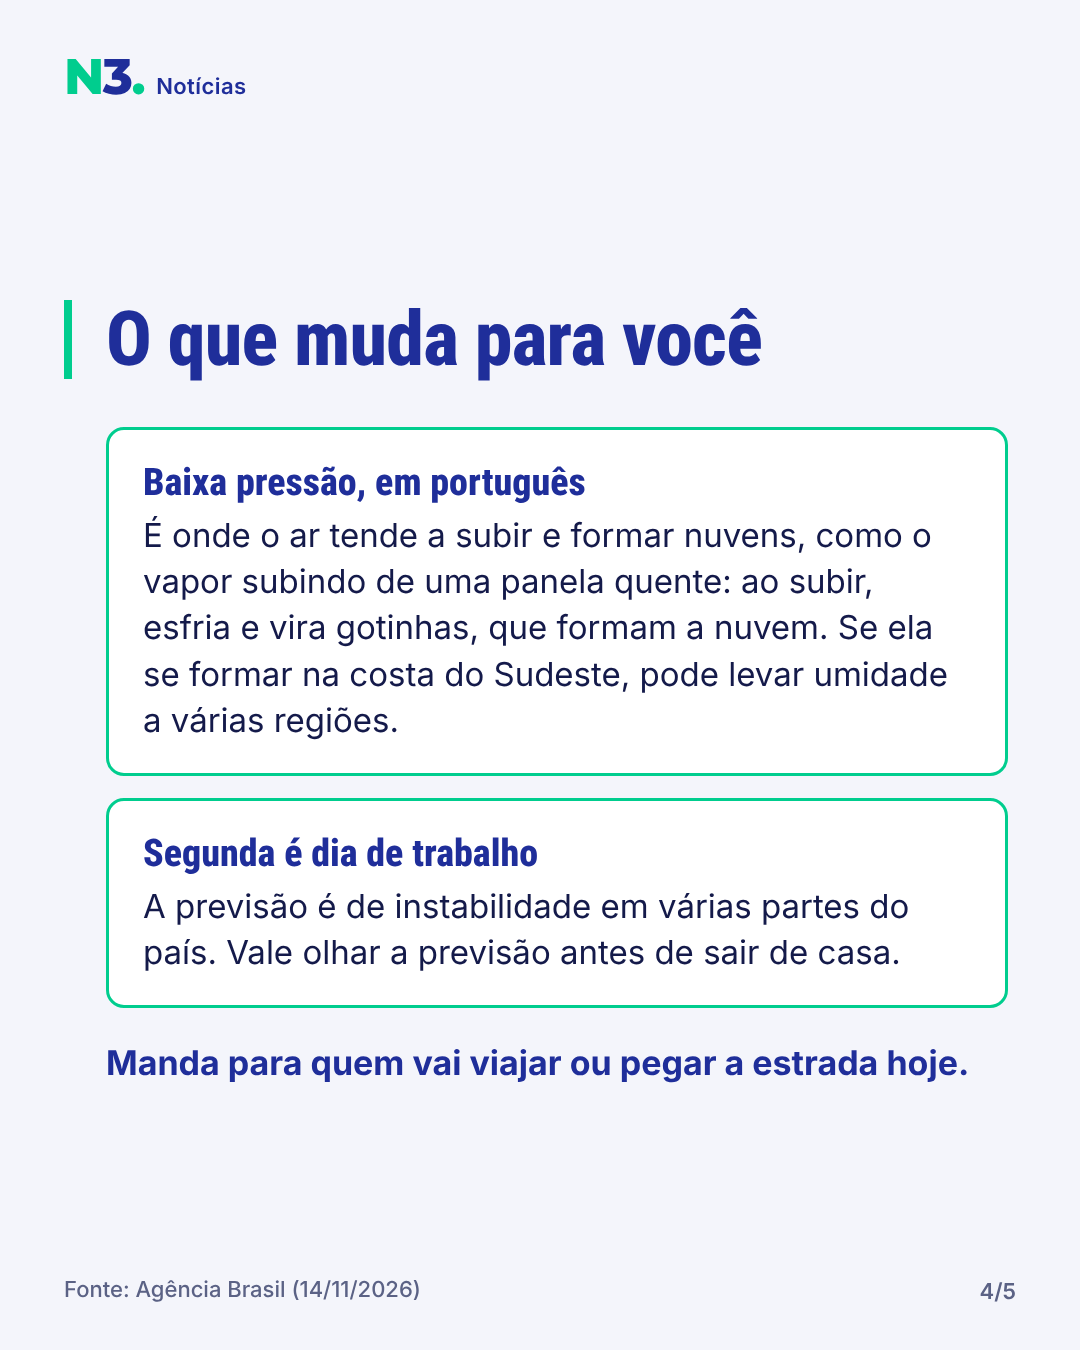 N3. Notícias
O que muda para você
Baixa pressão, em português
É onde o ar tende a subir e formar nuvens, como o
vapor subindo de uma panela quente: ao subir,
esfria e vira gotinhas, que formam a nuvem. Se ela
se formar na costa do Sudeste, pode levar umidade
a várias regiões.
Segunda é dia de trabalho
A previsão é de instabilidade em várias partes do
país. Vale olhar a previsão antes de sair de casa.
Manda para quem vai viajar ou pegar a estrada hoje.
Fonte: Agência Brasil (14/11/2026)
4/5